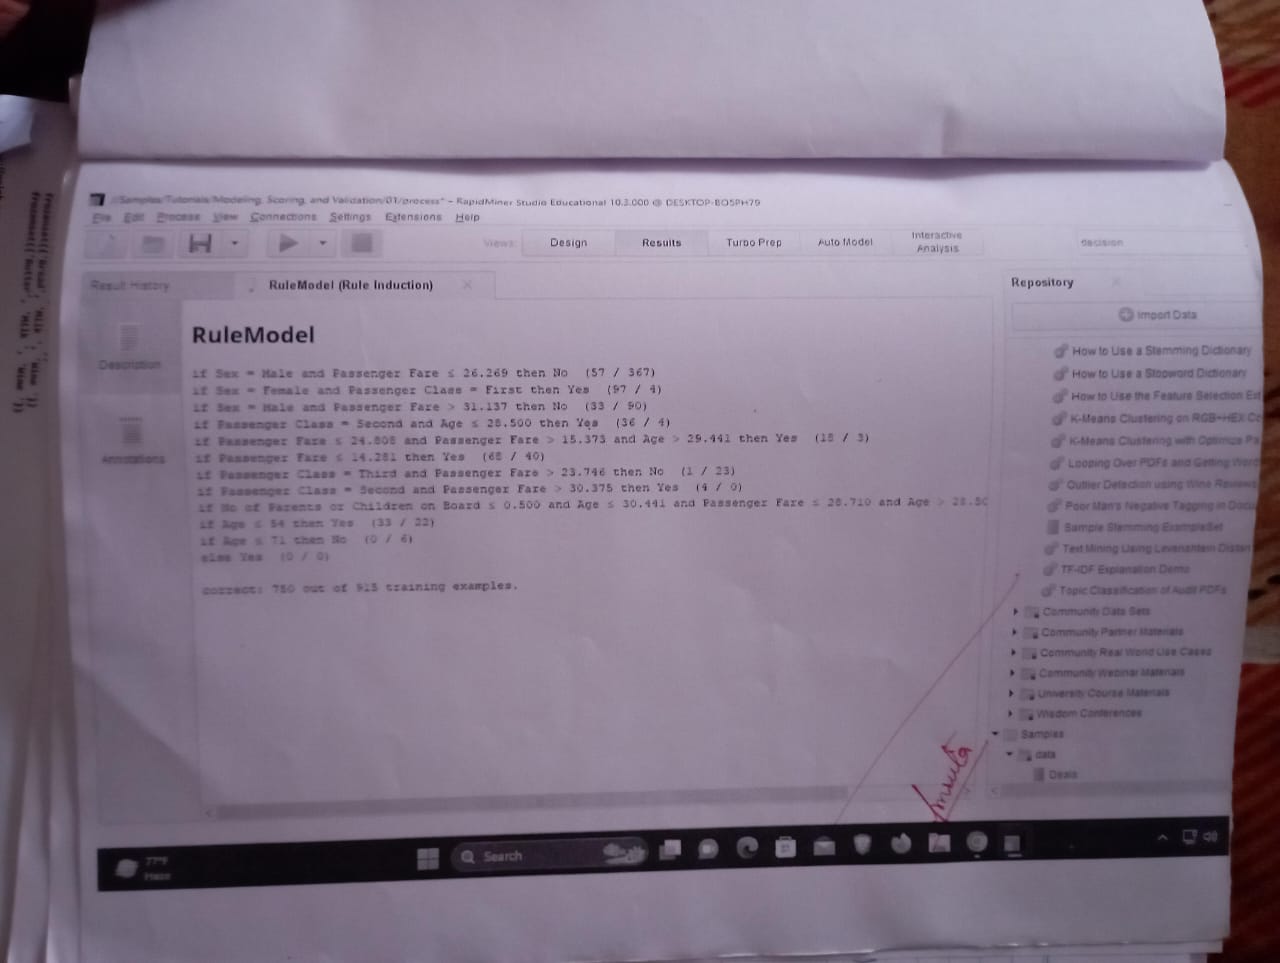 //Samples/Tutorials/Modeling, Scoring, and Validation/01/process* – RapidMiner Studio Educational 10.3.000 @ DESKTOP-BO5PH79
File Edit Process View Connections Settings Extensions Help
Views: Design Results Turbo Prep Auto Model Interactive Analysis decision
Result History RuleModel (Rule Induction)
Description
Annotations
RuleModel
if Sex = Male and Passenger Fare ≤ 26.269 then No (57 / 367)
if Sex = Female and Passenger Class = First then Yes (97 / 4)
if Sex = Male and Passenger Fare > 31.137 then No (33 / 90)
if Passenger Class = Second and Age ≤ 28.500 then Yes (36 / 4)
if Passenger Fare ≤ 24.808 and Passenger Fare > 15.373 and Age > 29.441 then Yes (18 / 3)
if Passenger Fare ≤ 14.281 then Yes (68 / 40)
if Passenger Class = Third and Passenger Fare > 23.746 then No (1 / 23)
if Passenger Class = Second and Passenger Fare > 30.375 then Yes (4 / 0)
if No of Parents or Children on Board ≤ 0.500 and Age ≤ 30.441 and Passenger Fare ≤ 28.710 and Age > 28.50
if Age ≤ 54 then Yes (33 / 22)
if Age ≤ 71 then No (0 / 6)
else Yes (0 / 0)
correct: 750 out of 915 training examples.
Repository
Import Data
How to Use a Stemming Dictionary
How to Use a Stopword Dictionary
How to Use the Feature Selection Ext
K-Means Clustering on RGB-HEX Co
K-Means Clustering with Optimize Pa
Looping Over PDFs and Getting Word
Outlier Detection using Wine Reviews
Poor Man's Negative Tagging in Docu
Sample Stemming ExampleSet
Text Mining Using Levenshtein Distan
TF-IDF Explanation Demo
Topic Classification of Audit PDFs
Community Data Sets
Community Partner Materials
Community Real World Use Cases
Community Webinar Materials
University Course Materials
Wisdom Conferences
Samples
data
Deals
77°F
Haze
Search